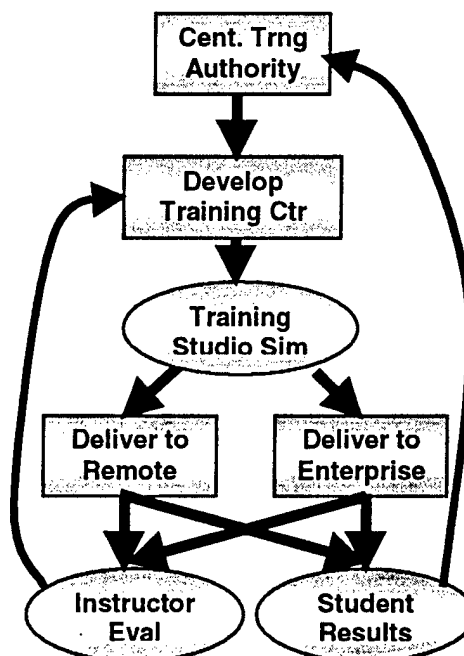 Cent. Trng
Authority
Develop
Training Ctr
Training
Studio Sim
Deliver to
Remote
Deliver to
Enterprise
Instructor
Eval
Student
Results